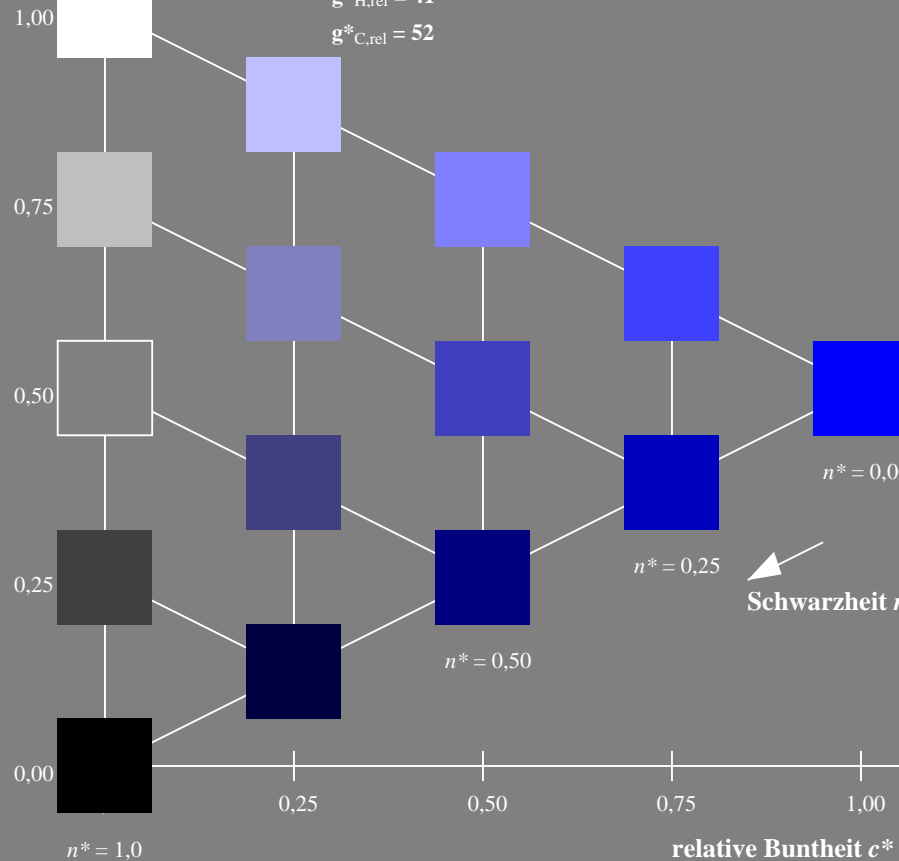 1,00
g*C,rel = 52
0,75
0,50
n* = 0,0
n* = 0,25
0,25
Schwarzheit
n* = 0,50
0,00
0,25
0,50
0,75
1,00
n* = 1,0
relative Buntheit c*